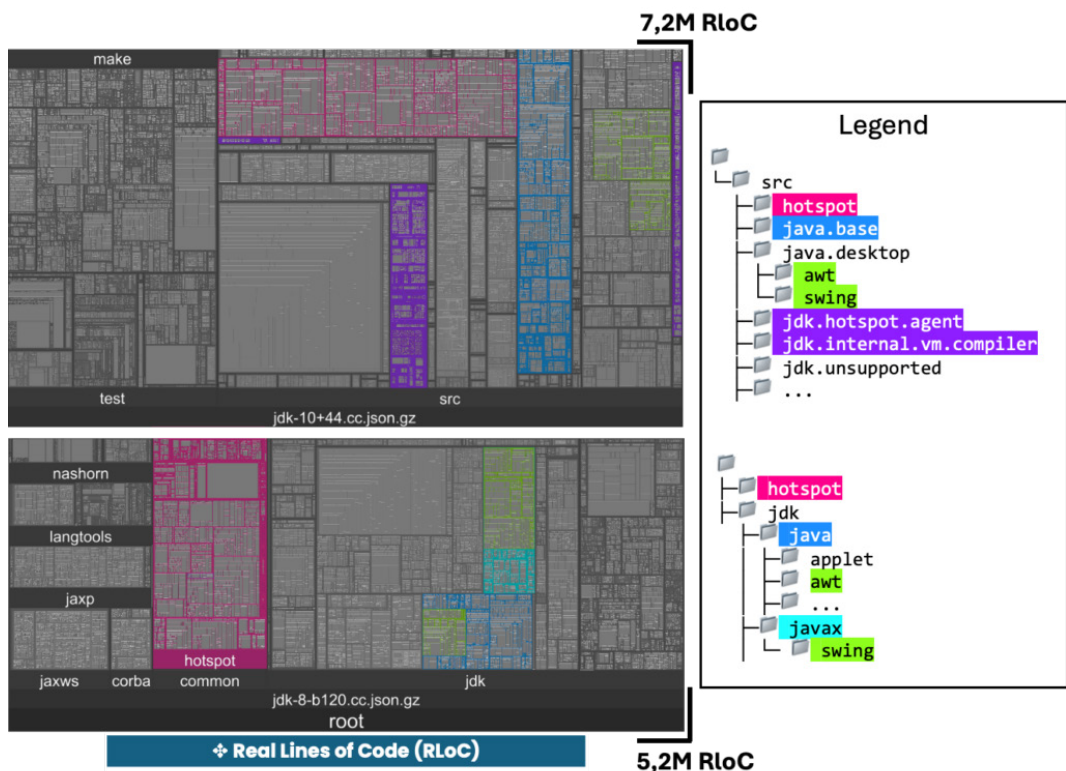 7,2M RloC
make
test
src
jdk-10+44.cc.json.gz
nashorn
langtools
jaxp
hotspot
jaxws
corba
common
jdk
jdk-8-b120.cc.json.gz
root
❖ Real Lines of Code (RLoC)
5,2M RloC
Legend
src
hotspot
java.base
java.desktop
awt
swing
jdk.hotspot.agent
jdk.internal.vm.compiler
jdk.unsupported
...
hotspot
jdk
java
applet
awt
...
javax
swing